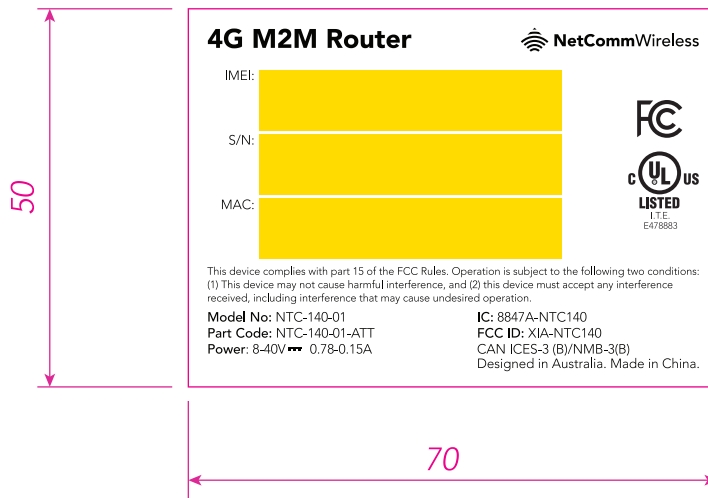 4G M2M Router
NetCommWireless
IMEI:
S/N:
MAC:
FC
C UL US
LISTED
I.T.E.
E478883
This device complies with part 15 of the FCC Rules. Operation is subject to the following two conditions:
(1) This device may not cause harmful interference, and (2) this device must accept any interference
received, including interference that may cause undesired operation.
Model No: NTC-140-01
Part Code: NTC-140-01-ATT
Power: 8-40V 0.78-0.15A
IC: 8847A-NTC140
FCC ID: XIA-NTC140
CAN ICES-3 (B)/NMB-3(B)
Designed in Australia. Made in China.
50
70